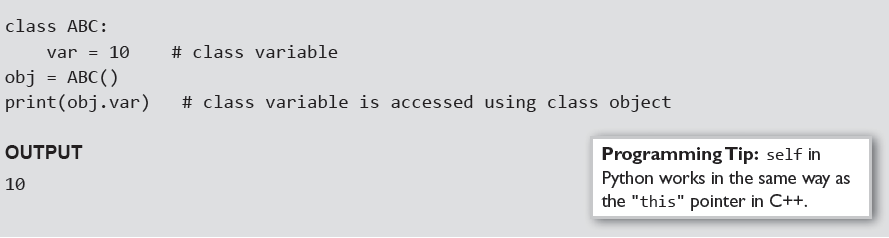 class ABC:
    var = 10    # class variable
obj = ABC()
print(obj.var)   # class variable is accessed using class object
OUTPUT
10
Programming Tip: self in
Python works in the same way as
the "this" pointer in C++.